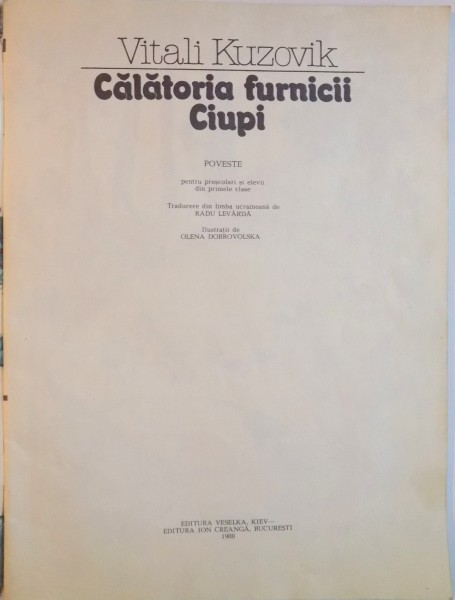 Vitali Kuzovik
Călătoria furnicii
Ciupi
POVESTE
pentru preșcolari și elevii
din primele clase
Traducere din limba ucraineană de
RADU LEVĂRDĂ
Ilustrații de
OLENA DOBROVOLSKA
EDITURA VESELKA, KIEV—
EDITURA ION CREANGĂ, BUCUREȘTI
1988